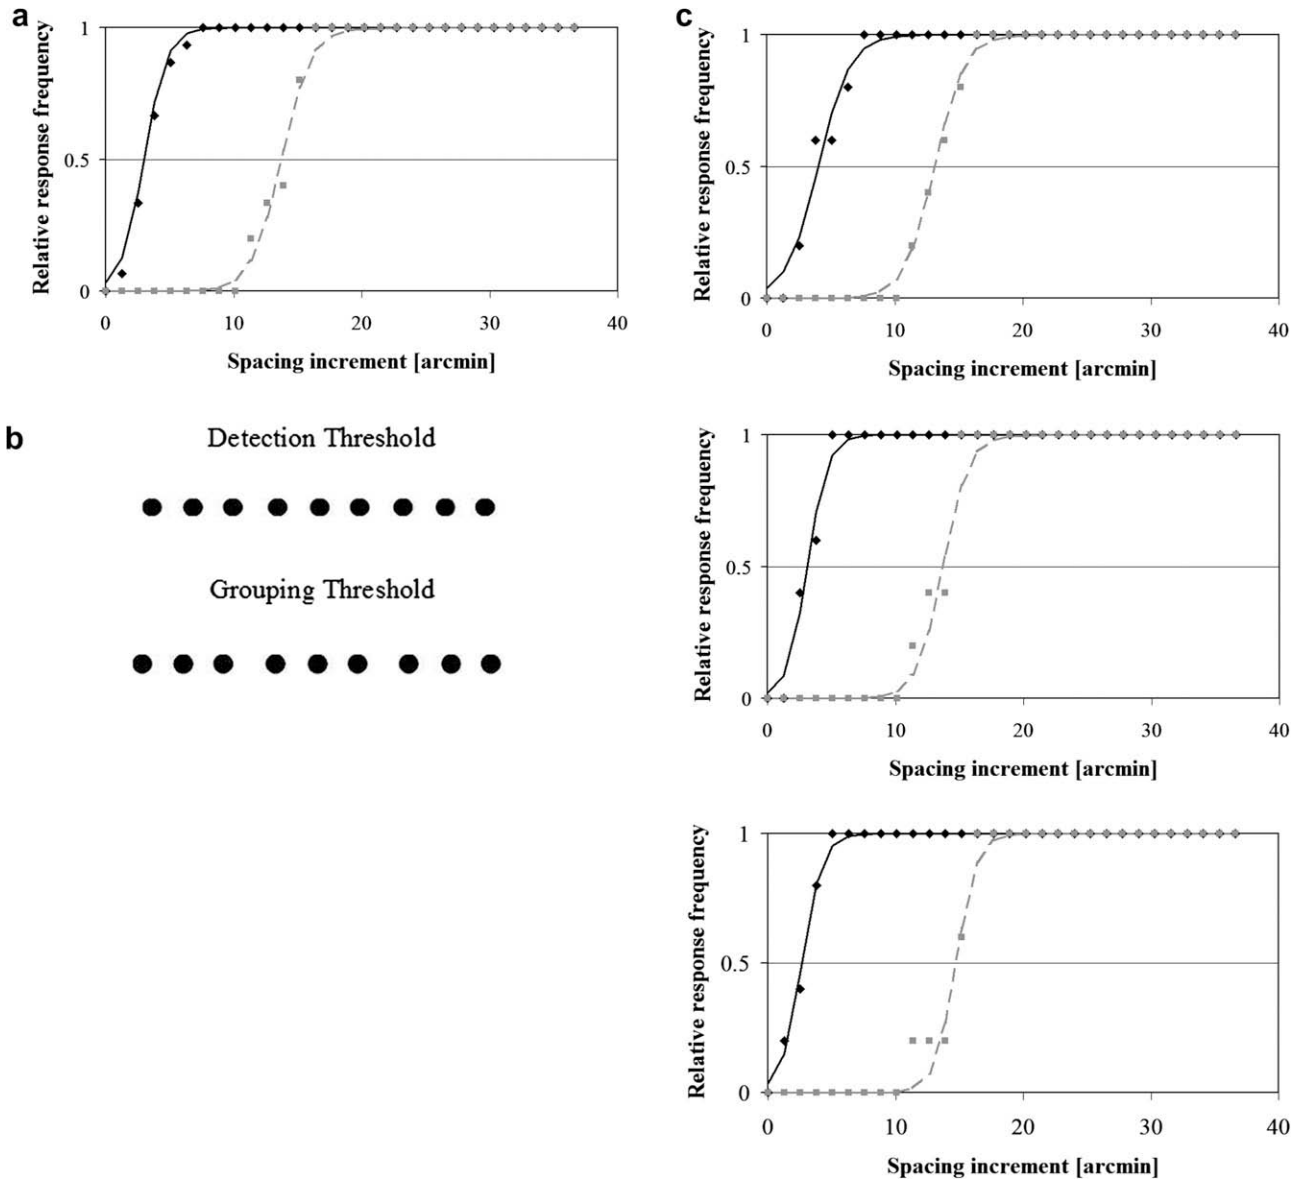 a
Relative response frequency
1
0.5
0
0 10 20 30 40
Spacing increment [arcmin]
b
Detection Threshold
Grouping Threshold
c
Relative response frequency
1
0.5
0
0 10 20 30 40
Spacing increment [arcmin]
Relative response frequency
1
0.5
0
0 10 20 30 40
Spacing increment [arcmin]
Relative response frequency
1
0.5
0
0 10 20 30 40
Spacing increment [arcmin]